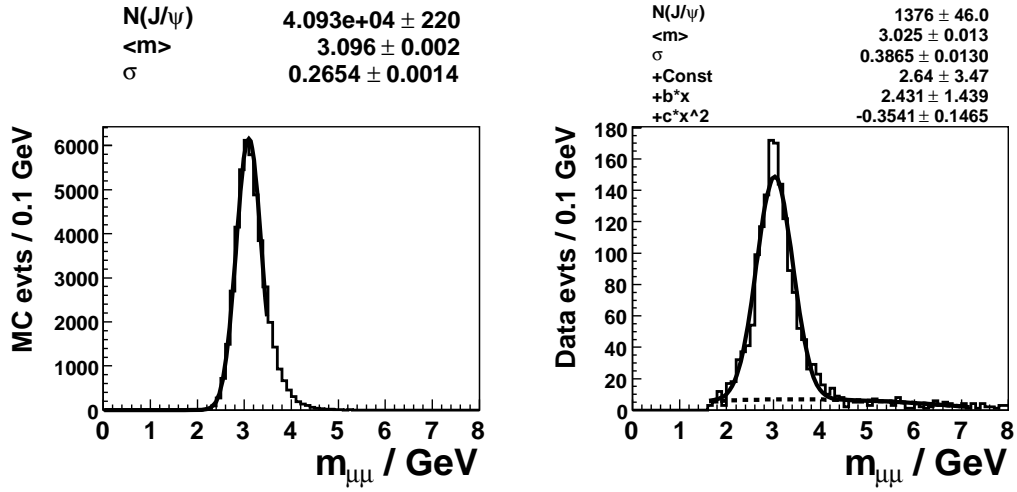 N(J/ψ) 4.093e+04 ± 220
<m> 3.096 ± 0.002
σ 0.2654 ± 0.0014
MC evts / 0.1 GeV
6000
5000
4000
3000
2000
1000
0
0 1 2 3 4 5 6 7 8
m_μμ / GeV
N(J/ψ) 1376 ± 46.0
<m> 3.025 ± 0.013
σ 0.3865 ± 0.0130
+Const 2.64 ± 3.47
+b*x 2.431 ± 1.439
+c*x^2 -0.3541 ± 0.1465
Data evts / 0.1 GeV
180
160
140
120
100
80
60
40
20
0
0 1 2 3 4 5 6 7 8
m_μμ / GeV